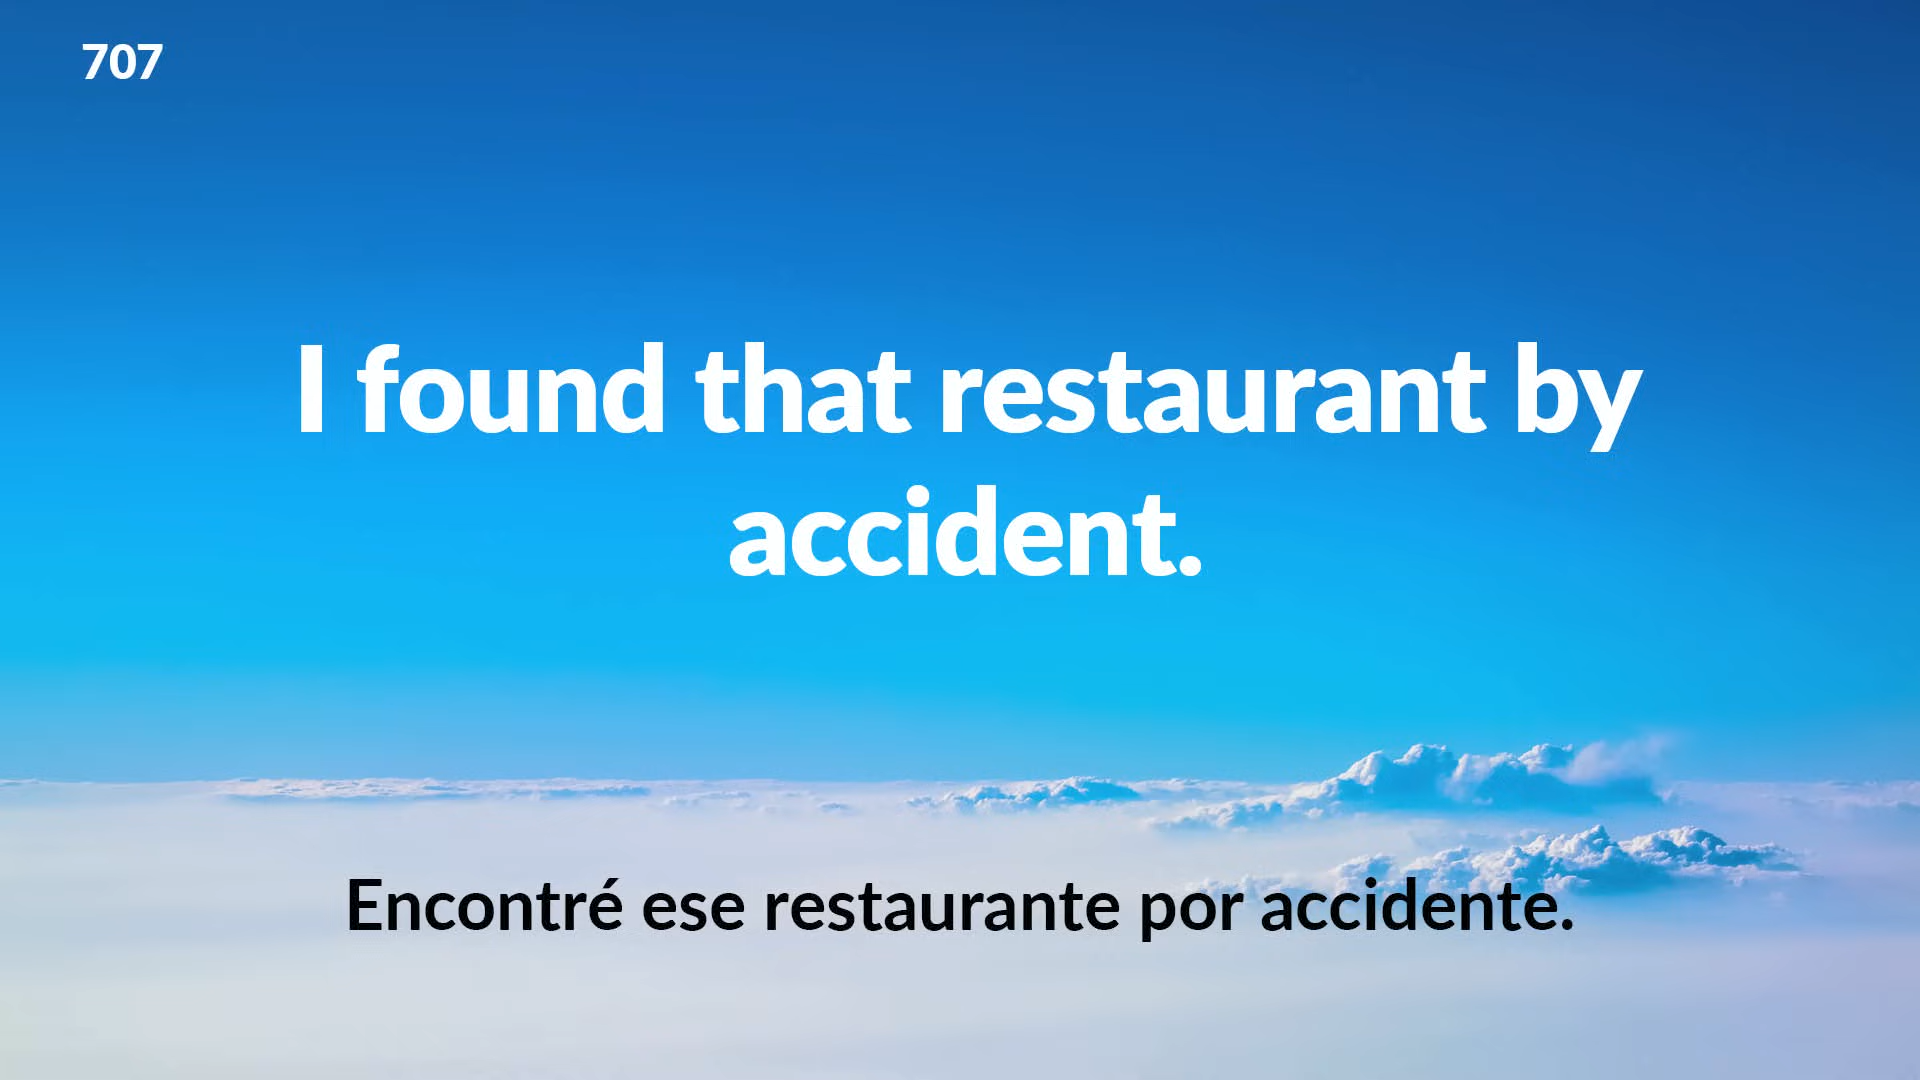 707
I found that restaurant by
accident.
Encontré ese restaurante por accidente.